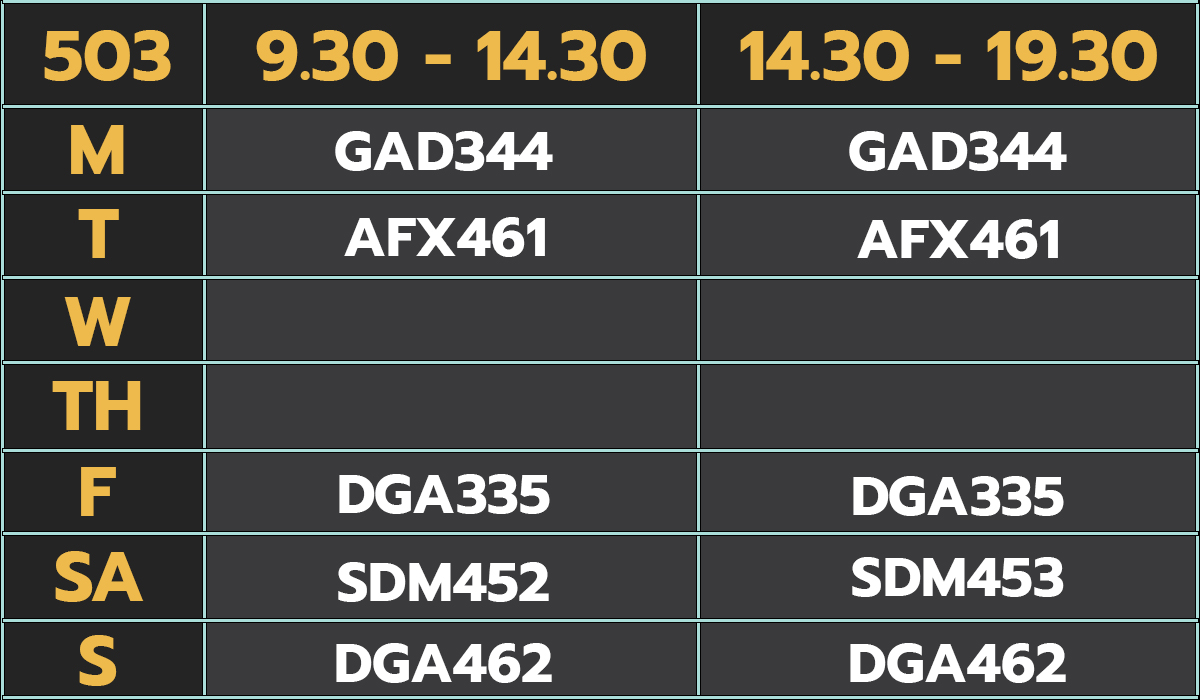 503 9.30 - 14.30 14.30 - 19.30
M GAD344 GAD344
T AFX461 AFX461
W
TH
F DGA335 DGA335
SA SDM452 SDM453
S DGA462 DGA462